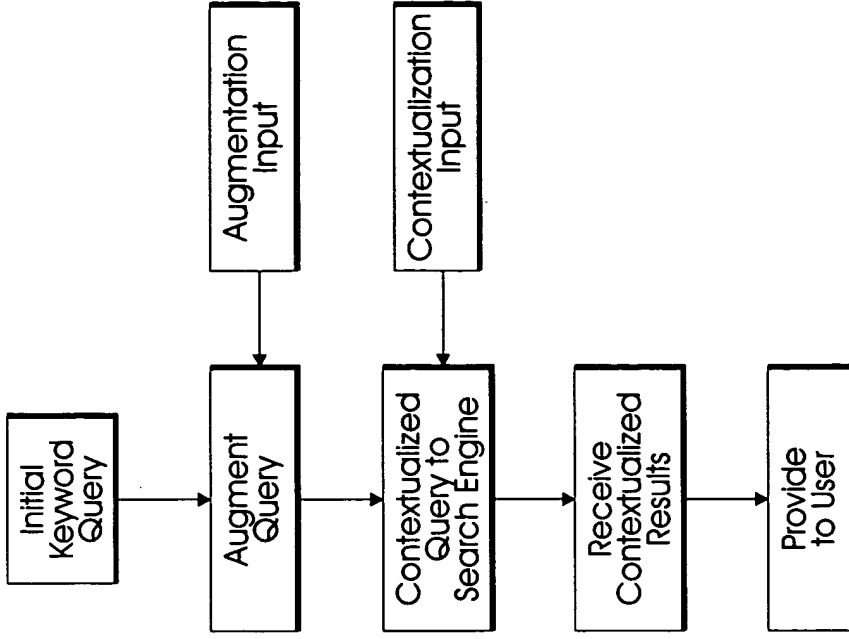 Initial
Keyword
Query
Augment
Query
Augmentation
Input
Contextualized
Query to
Search Engine
Contextualization
Input
Receive
Contextualized
Results
Provide
to User